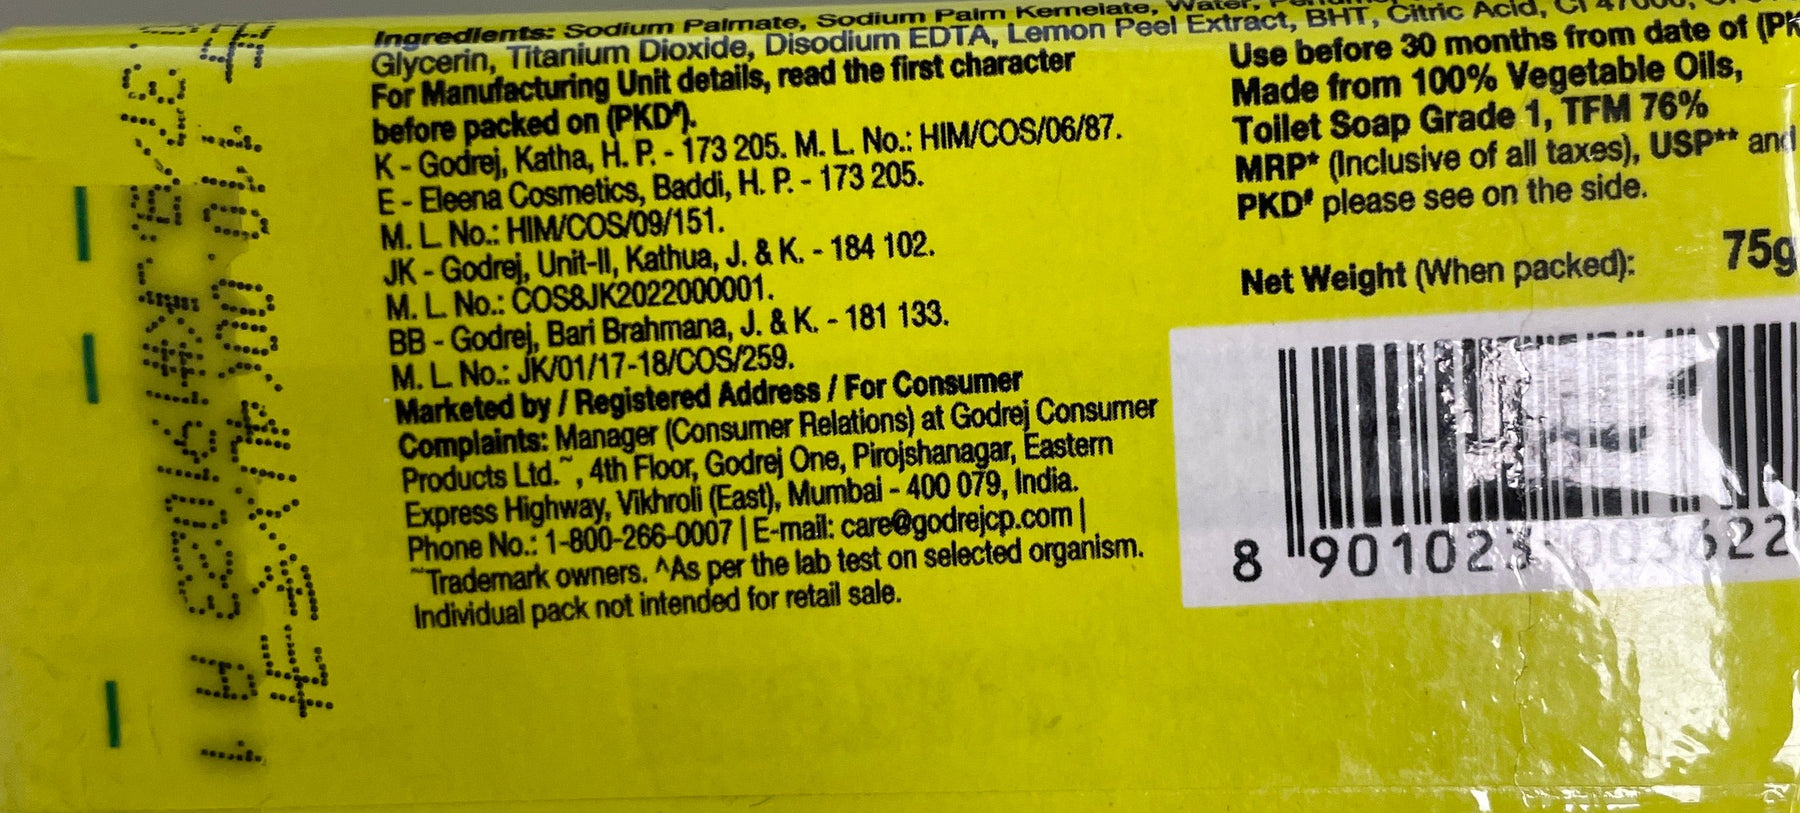 Ingredients: Sodium Palmate, Sodium Palm Kernelate, Water,
Glycerin, Titanium Dioxide, Disodium EDTA, Lemon Peel Extract, BHT, Citric Acid, CI
For Manufacturing Unit details, read the first character
before packed on (PKD#).
K - Godrej, Katha, H. P. - 173 205. M. L. No.: HIM/COS/06/87.
E - Eleena Cosmetics, Baddi, H. P. - 173 205.
M. L. No.: HIM/COS/09/151.
JK - Godrej, Unit-II, Kathua, J. & K. - 184 102.
M. L. No.: COS&JK2022000001.
BB - Godrej, Bari Brahmana, J. & K. - 181 133.
M. L. No.: JK/01/17-18/COS/259.
Marketed by / Registered Address / For Consumer
Complaints: Manager (Consumer Relations) at Godrej Consumer
Products Ltd.~, 4th Floor, Godrej One, Pirojshanagar, Eastern
Express Highway, Vikhroli (East), Mumbai - 400 079, India.
Phone No.: 1-800-266-0007 | E-mail: care@godrejcp.com |
~Trademark owners. ^As per the lab test on selected organism.
Individual pack not intended for retail sale.
Use before 30 months from date of
Made from 100% Vegetable Oils,
Toilet Soap Grade 1, TFM 76%
MRP* (Inclusive of all taxes), USP** and
PKD# please see on the side.
Net Weight (When packed): 75g
8 901023